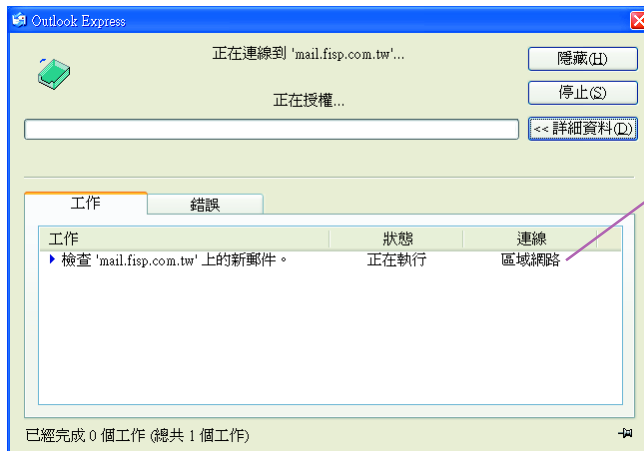 Outlook Express
正在連線到 'mail.fisp.com.tw'...
隱藏(H)
正在授權...
停止(S)
<< 詳細資料(D)
工作 錯誤
工作 狀態 連線
檢查 'mail.fisp.com.tw' 上的新郵件。 正在執行 區域網路
已經完成 0 個工作 (總共 1 個工作)